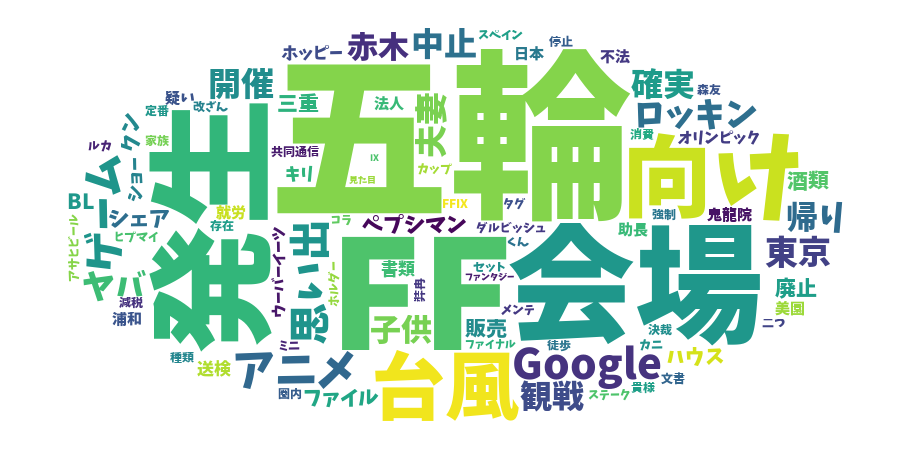 スペイン
ホッピー
赤木
中止
日本
停止
不法
開催
疑い
定番
改ざん
三重
法人
夫妻
五輪
確実
森友
ロッキン
消費
オリンピック
クン
家族
ルカ
共同通信
IX
見た目
カップ
発生
向け
ゲーム
ショー
キリ
酒類
BL
シェア
就労
存在
FFIX
タグ
強制
鬼龍院
帰り
助長
コラ
ペプシマン
ダルビッシュ
くん
アサヒビール
ヒプマイ
ヤバ
ウーバーイーツ
思い出
FF
会場
東京
書類
セット
ファンタジー
ホルダー
廃止
減税
浦和
メンテ
美園
二つ
子供
販売
決裁
ミニ
ファイナル
徒歩
カニ
種類
送検
アニメ
台風
Google
ハウス
圏内
ファイル
観戦
ステーク
貴様
文書